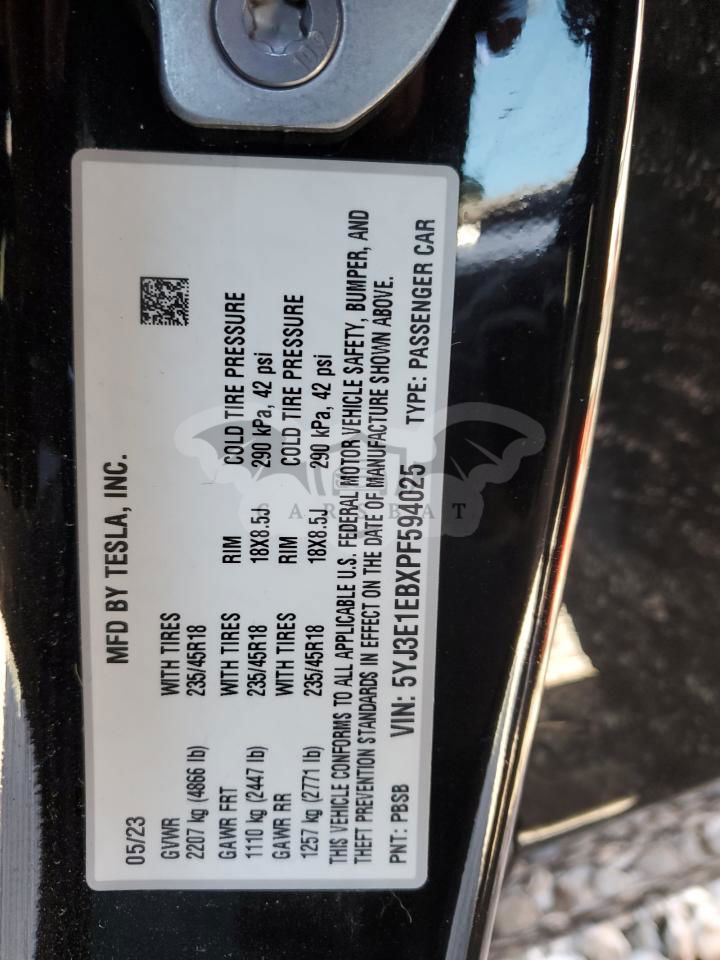 MFD BY TESLA, INC.
05/23
GVWR WITH TIRES
2207 kg (4866 lb) 235/45R18
GAWR FRT WITH TIRES RIM COLD TIRE PRESSURE
1110 kg (2447 lb) 235/45R18 18X8.5J 290 kPa, 42 psi
GAWR RR WITH TIRES RIM COLD TIRE PRESSURE
1257 kg (2771 lb) 235/45R18 18X8.5J 290 kPa, 42 psi
THIS VEHICLE CONFORMS TO ALL APPLICABLE U.S. FEDERAL MOTOR VEHICLE SAFETY, BUMPER, AND
THEFT PREVENTION STANDARDS IN EFFECT ON THE DATE OF MANUFACTURE SHOWN ABOVE.
PNT: PBSB VIN: 5YJ3E1EBXPF594025 TYPE: PASSENGER CAR
CARSBAT